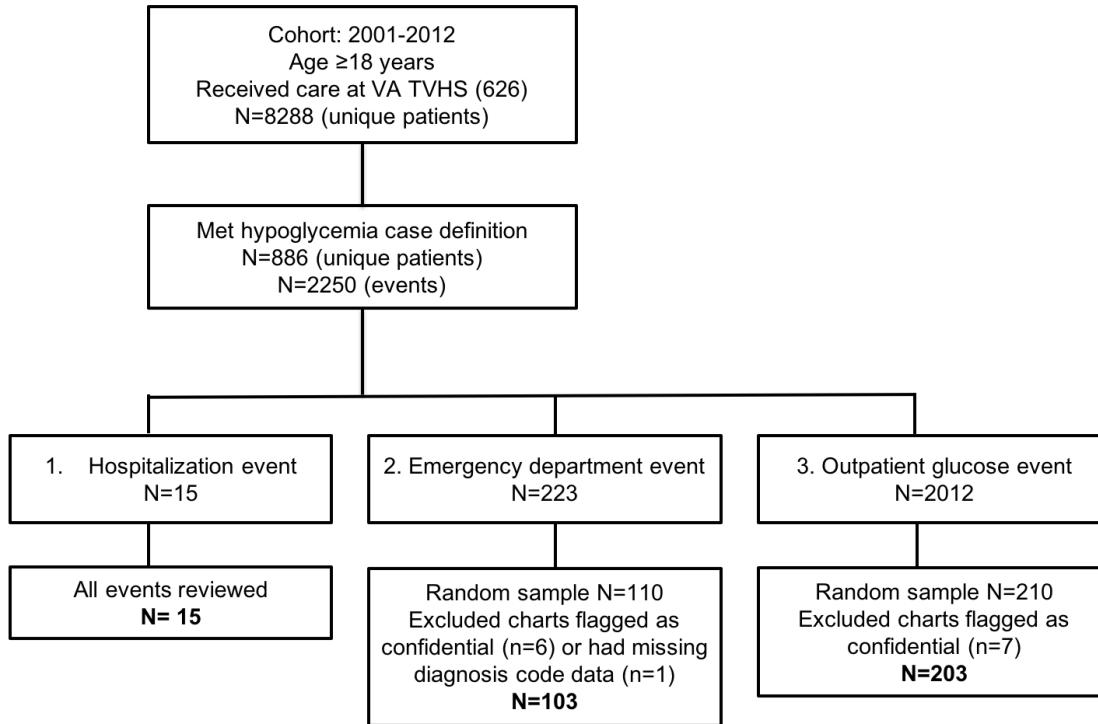 Cohort: 2001-2012
Age ≥18 years
Received care at VA TVHS (626)
N=8288 (unique patients)
Met hypoglycemia case definition
N=886 (unique patients)
N=2250 (events)
1. Hospitalization event
N=15
2. Emergency department event
N=223
3. Outpatient glucose event
N=2012
All events reviewed
N= 15
Random sample N=110
Excluded charts flagged as
confidential (n=6) or had missing
diagnosis code data (n=1)
N=103
Random sample N=210
Excluded charts flagged as
confidential (n=7)
N=203